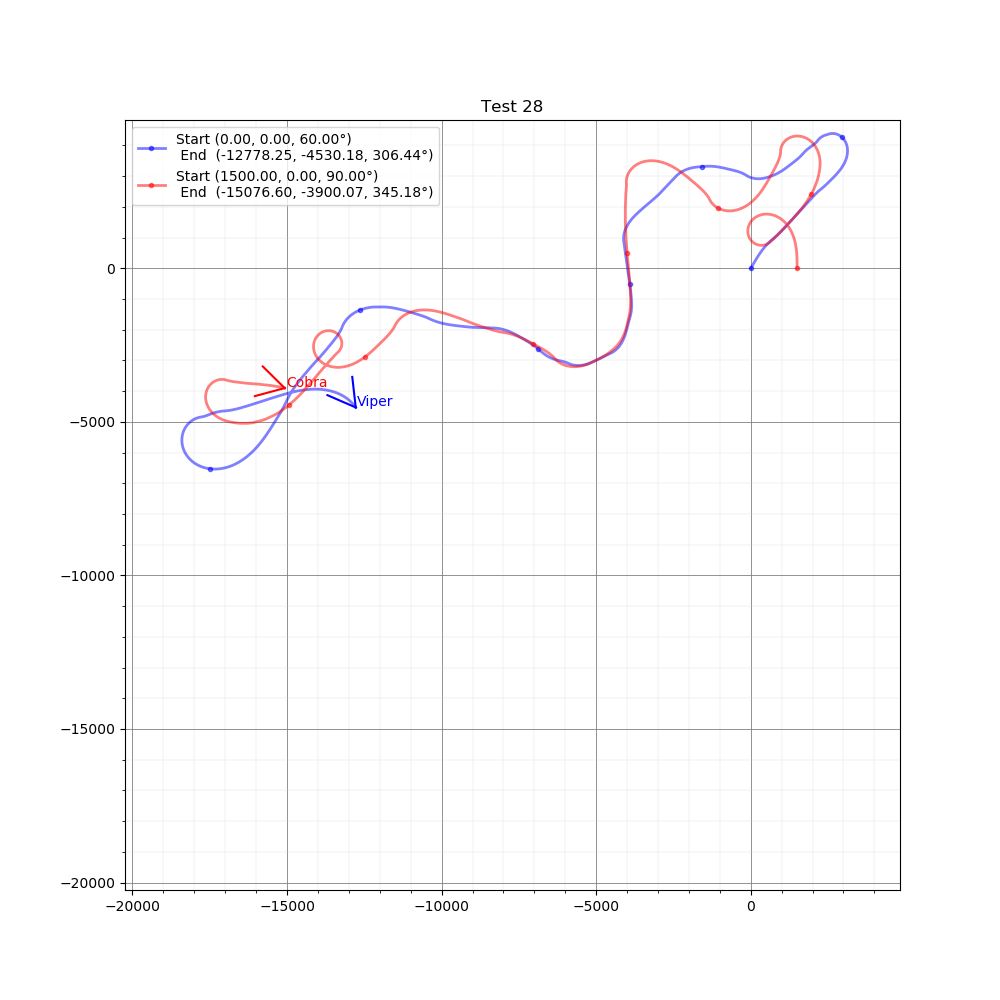 Test 28
Start (0.00, 0.00, 60.00°)
End (-12778.25, -4530.18, 306.44°)
Start (1500.00, 0.00, 90.00°)
End (-15076.60, -3900.07, 345.18°)
0
Cobra
Viper
−5000
−10000
−15000
−20000
−20000 −15000 −10000 −5000 0